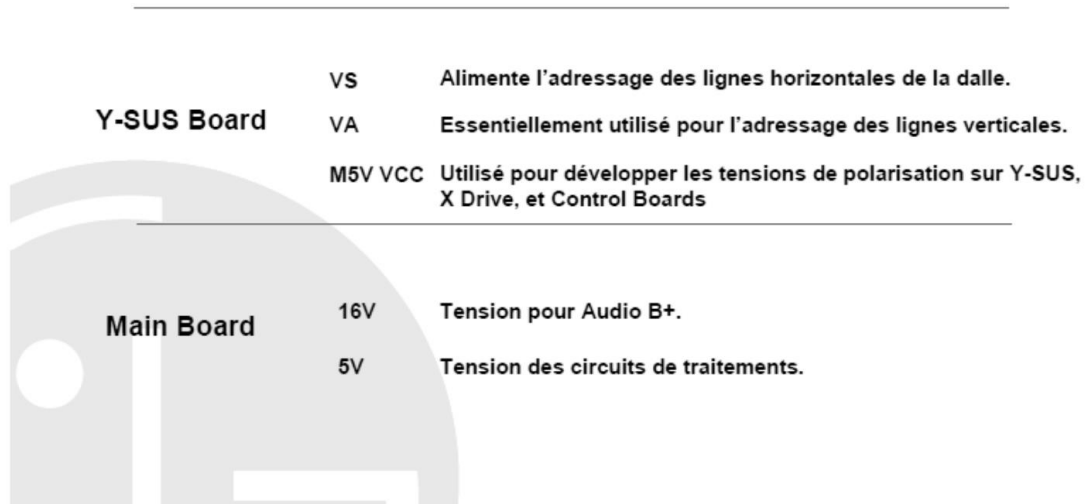 VS Alimente l'adressage des lignes horizontales de la dalle.
Y-SUS Board
VA Essentiellement utilisé pour l'adressage des lignes verticales.
M5V VCC Utilisé pour développer les tensions de polarisation sur Y-SUS,
X Drive, et Control Boards
Main Board
16V Tension pour Audio B+.
5V Tension des circuits de traitements.